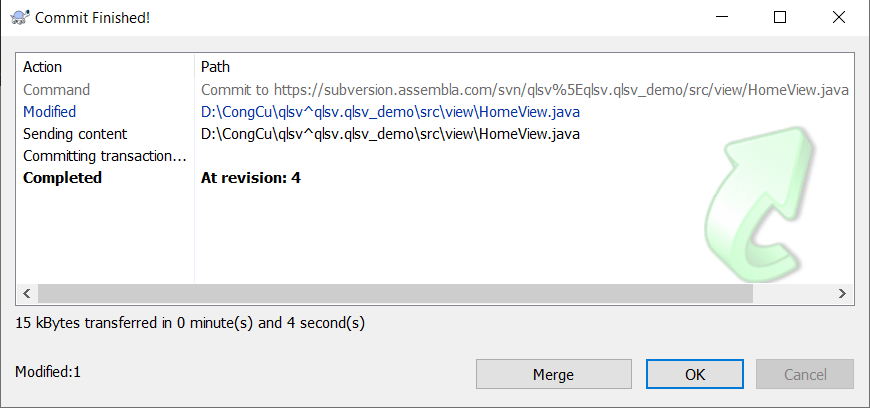 Commit Finished!
Action Path
Command Commit to https://subversion.assembla.com/svn/qlsv%5Eqlsv.qlsv_demo/src/view/HomeView.java
Modified D:\CongCu\qlsv^qlsv.qlsv_demo\src\view\HomeView.java
Sending content D:\CongCu\qlsv^qlsv.qlsv_demo\src\view\HomeView.java
Committing transaction...
Completed At revision: 4
15 kBytes transferred in 0 minute(s) and 4 second(s)
Modified:1
Merge OK Cancel